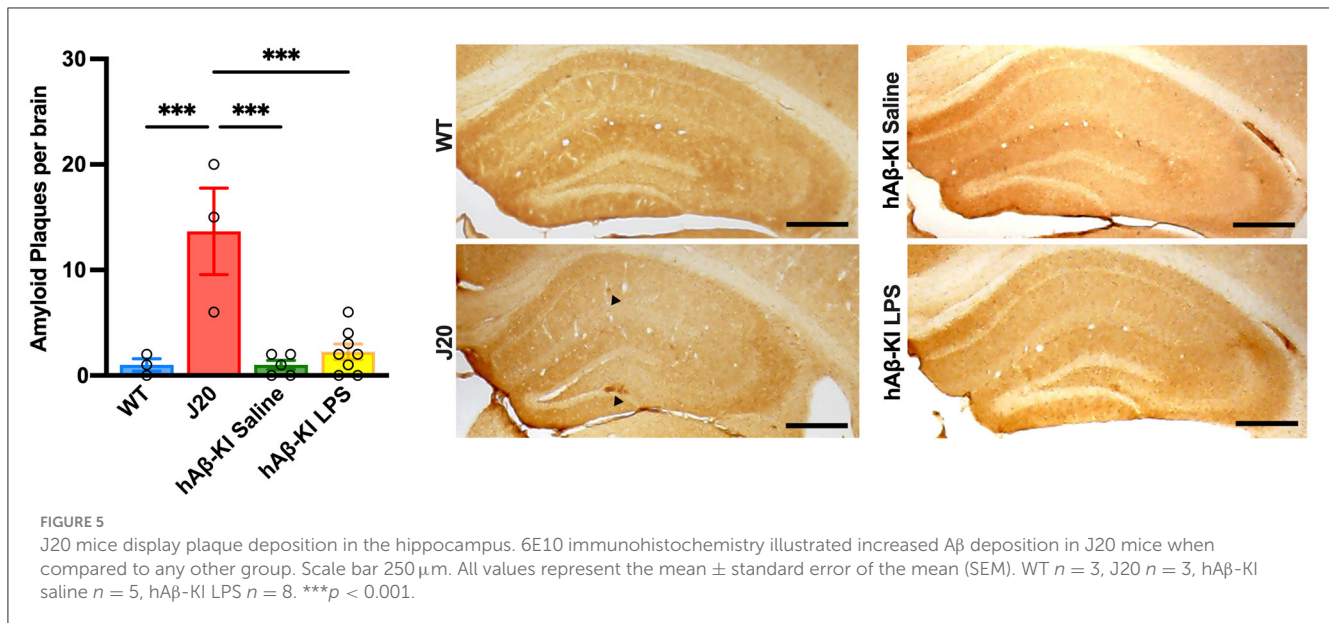 30
20
10
0
Amyloid Plaques per brain
***
*** ***
WT
J20
hAβ-KI Saline
hAβ-KI LPS
WT
J20
hAβ-KI Saline
hAβ-KI LPS
FIGURE 5
J20 mice display plaque deposition in the hippocampus. 6E10 immunohistochemistry illustrated increased Aβ deposition in J20 mice when
compared to any other group. Scale bar 250 μm. All values represent the mean ± standard error of the mean (SEM). WT n = 3, J20 n = 3, hAβ-KI
saline n = 5, hAβ-KI LPS n = 8. ***p < 0.001.